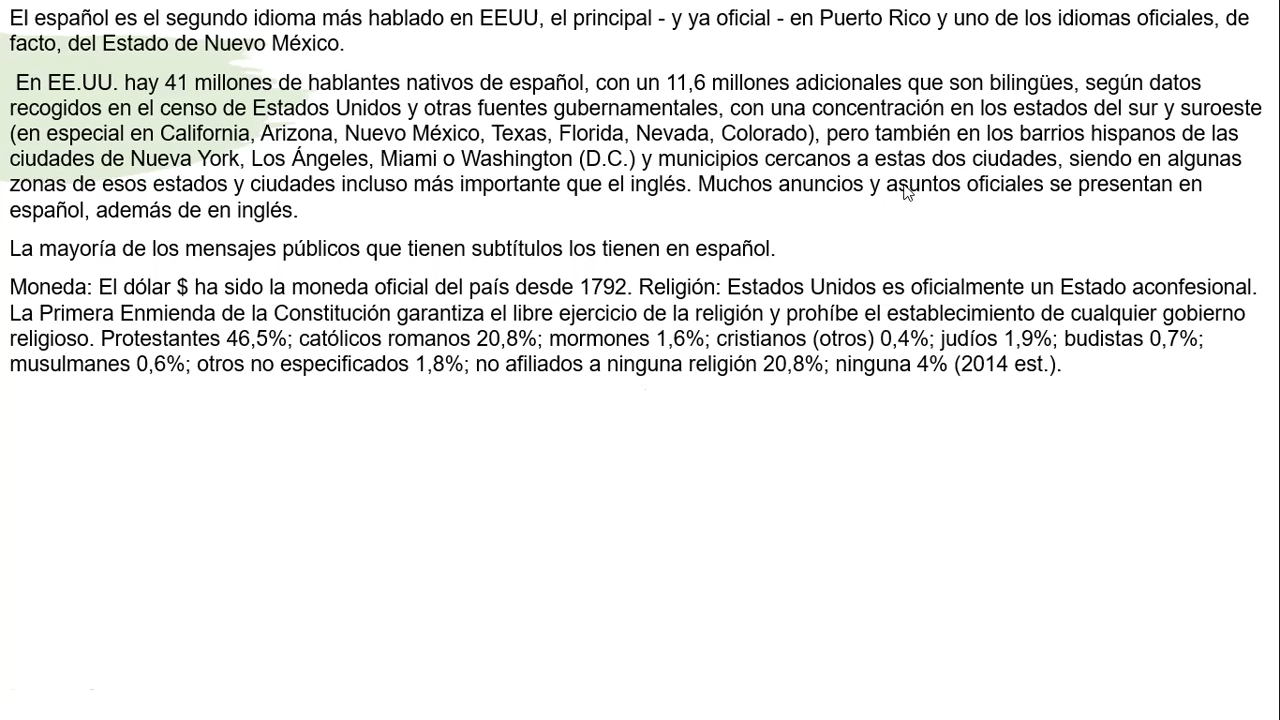 El español es el segundo idioma más hablado en EEUU, el principal - y ya oficial - en Puerto Rico y uno de los idiomas oficiales, de
facto, del Estado de Nuevo México.
En EE.UU. hay 41 millones de hablantes nativos de español, con un 11,6 millones adicionales que son bilingües, según datos
recogidos en el censo de Estados Unidos y otras fuentes gubernamentales, con una concentración en los estados del sur y suroeste
(en especial en California, Arizona, Nuevo México, Texas, Florida, Nevada, Colorado), pero también en los barrios hispanos de las
ciudades de Nueva York, Los Ángeles, Miami o Washington (D.C.) y municipios cercanos a estas dos ciudades, siendo en algunas
zonas de esos estados y ciudades incluso más importante que el inglés. Muchos anuncios y asuntos oficiales se presentan en
español, además de en inglés.
La mayoría de los mensajes públicos que tienen subtítulos los tienen en español.
Moneda: El dólar $ ha sido la moneda oficial del país desde 1792. Religión: Estados Unidos es oficialmente un Estado aconfesional.
La Primera Enmienda de la Constitución garantiza el libre ejercicio de la religión y prohíbe el establecimiento de cualquier gobierno
religioso. Protestantes 46,5%; católicos romanos 20,8%; mormones 1,6%; cristianos (otros) 0,4%; judíos 1,9%; budistas 0,7%;
musulmanes 0,6%; otros no especificados 1,8%; no afiliados a ninguna religión 20,8%; ninguna 4% (2014 est.).